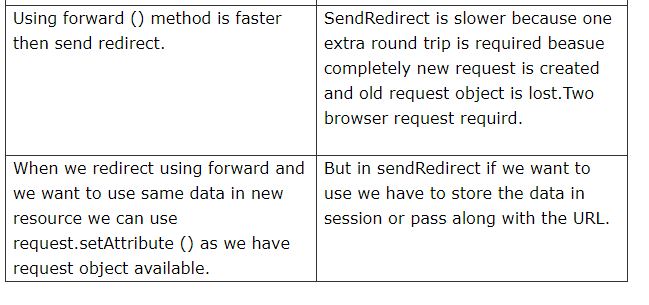 Using forward () method is faster
then send redirect.
SendRedirect is slower because one
extra round trip is required beasue
completely new request is created
and old request object is lost.Two
browser request requird.
When we redirect using forward and
we want to use same data in new
resource we can use
request.setAttribute () as we have
request object available.
But in sendRedirect if we want to
use we have to store the data in
session or pass along with the URL.